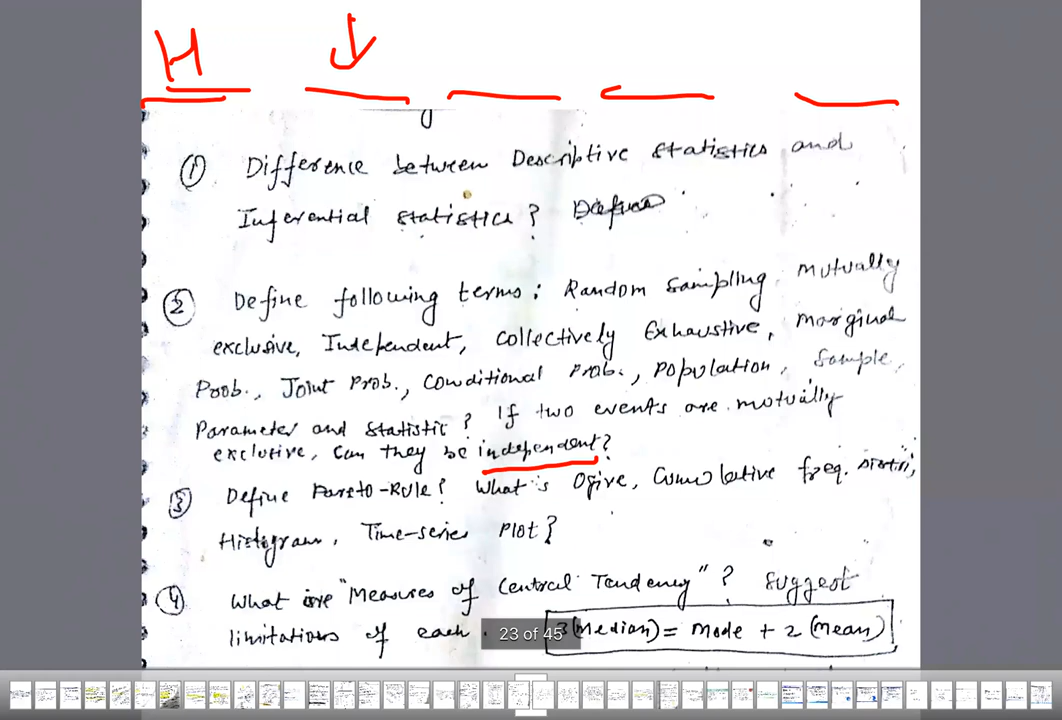 H
① Difference between Descriptive statistics and
Inferential statistics?
② Define following terms: Random sampling, mutually
exclusive, Independent, Collectively Exhaustive, marginal
Prob., Joint Prob., Conditional Prob., Population, Sample,
Parameter and statistic? If two events are mutually
exclusive, can they be independent?
③ Define Pareto-Rule? What is Ogive, Cumulative freq.
Histogram, Time-series Plot?
④ What are "Measures of Central Tendency"? Suggest
limitations of each. 3(Median) = mode + 2 (Mean)
23 of 45